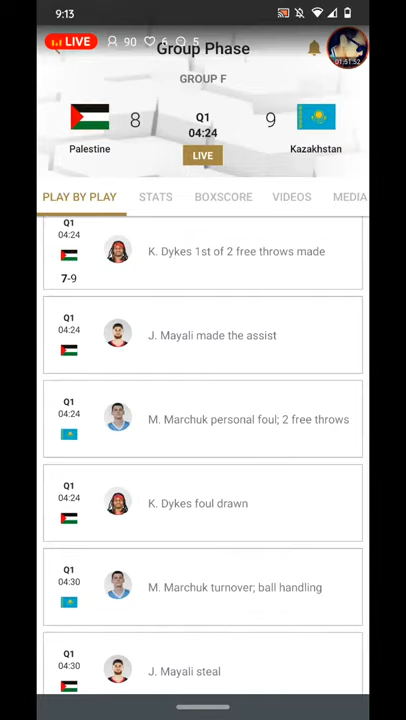 9:13
LIVE 90 6 5
Group Phase
01:51:52
GROUP F
8 Q1 9
04:24
Palestine LIVE Kazakhstan
PLAY BY PLAY STATS BOXSCORE VIDEOS MEDIA
Q1
04:24
K. Dykes 1st of 2 free throws made
7-9
Q1
04:24
J. Mayali made the assist
Q1
04:24
M. Marchuk personal foul; 2 free throws
Q1
04:24
K. Dykes foul drawn
Q1
04:30
M. Marchuk turnover; ball handling
Q1
04:30
J. Mayali steal